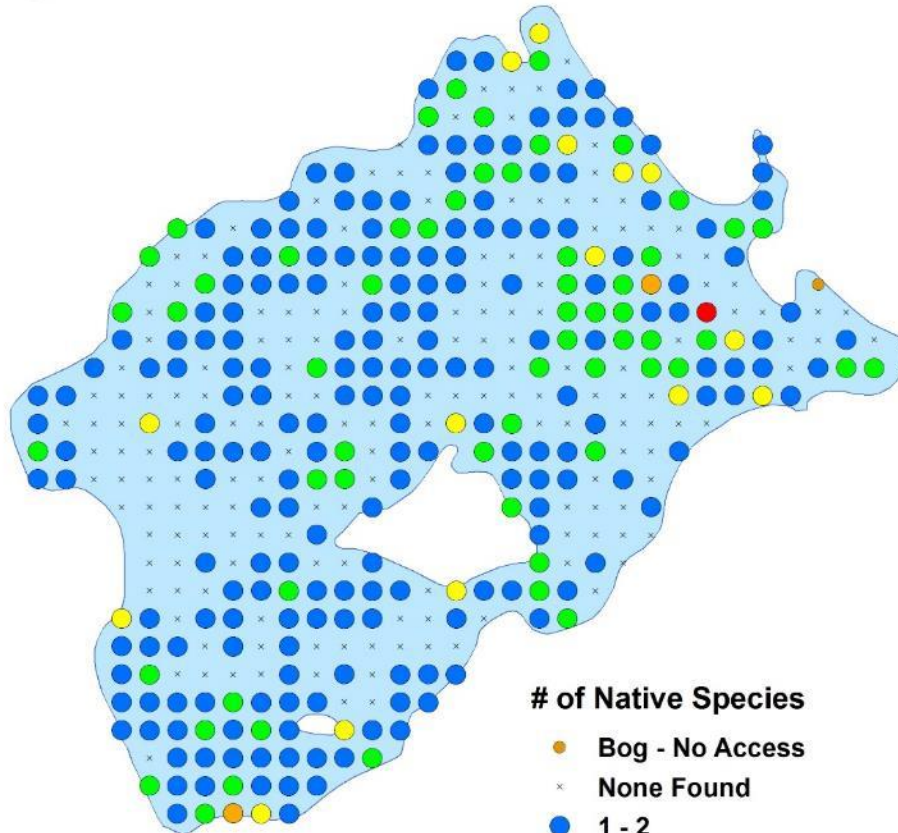 # of Native Species
Bog - No Access
None Found
1 - 2